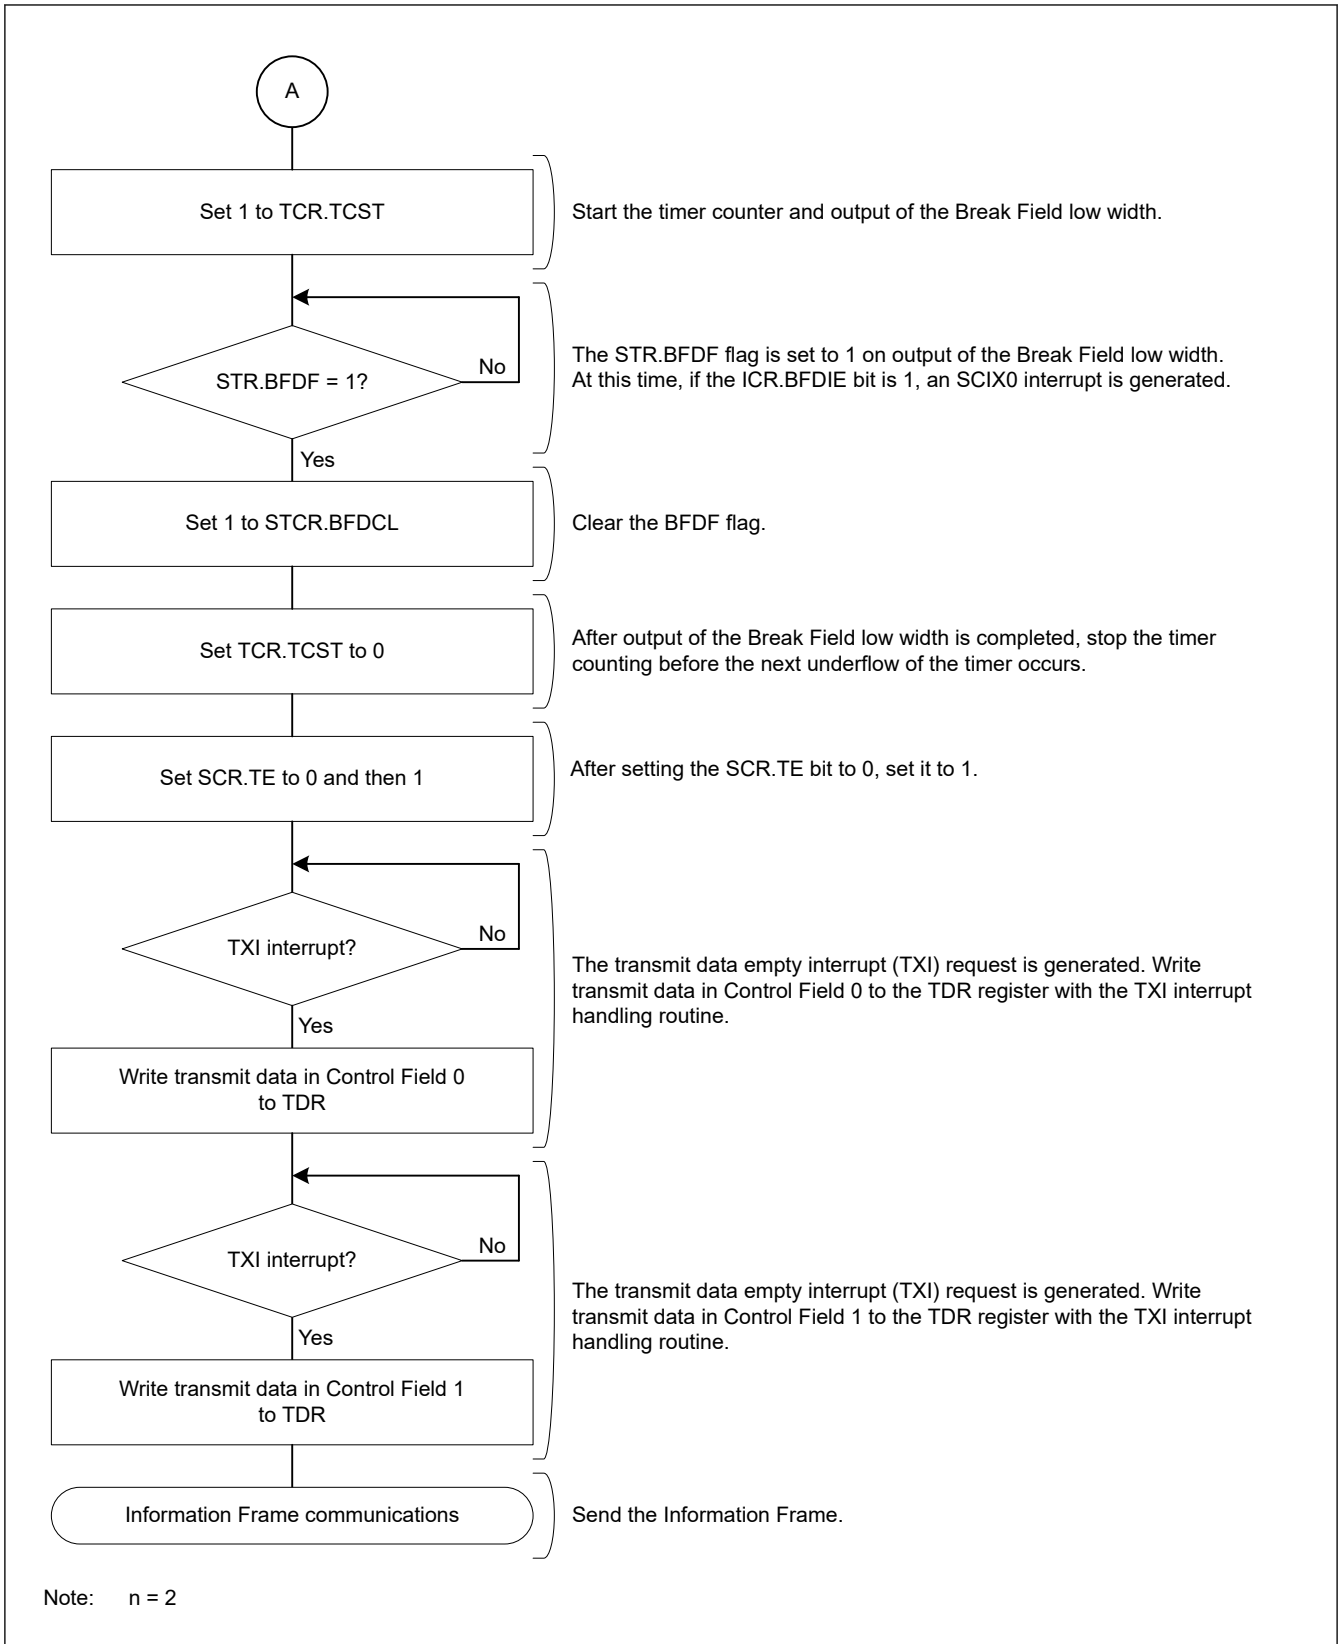 A
Set 1 to TCR.TCST
Start the timer counter and output of the Break Field low width.
STR.BFDF = 1?
No
The STR.BFDF flag is set to 1 on output of the Break Field low width.
At this time, if the ICR.BFDIE bit is 1, an SCIX0 interrupt is generated.
Yes
Set 1 to STCR.BFDCL
Clear the BFDF flag.
Set TCR.TCST to 0
After output of the Break Field low width is completed, stop the timer
counting before the next underflow of the timer occurs.
Set SCR.TE to 0 and then 1
After setting the SCR.TE bit to 0, set it to 1.
TXI interrupt?
No
Yes
The transmit data empty interrupt (TXI) request is generated. Write
transmit data in Control Field 0 to the TDR register with the TXI interrupt
handling routine.
Write transmit data in Control Field 0
to TDR
TXI interrupt?
No
Yes
The transmit data empty interrupt (TXI) request is generated. Write
transmit data in Control Field 1 to the TDR register with the TXI interrupt
handling routine.
Write transmit data in Control Field 1
to TDR
Information Frame communications
Send the Information Frame.
Note: n = 2